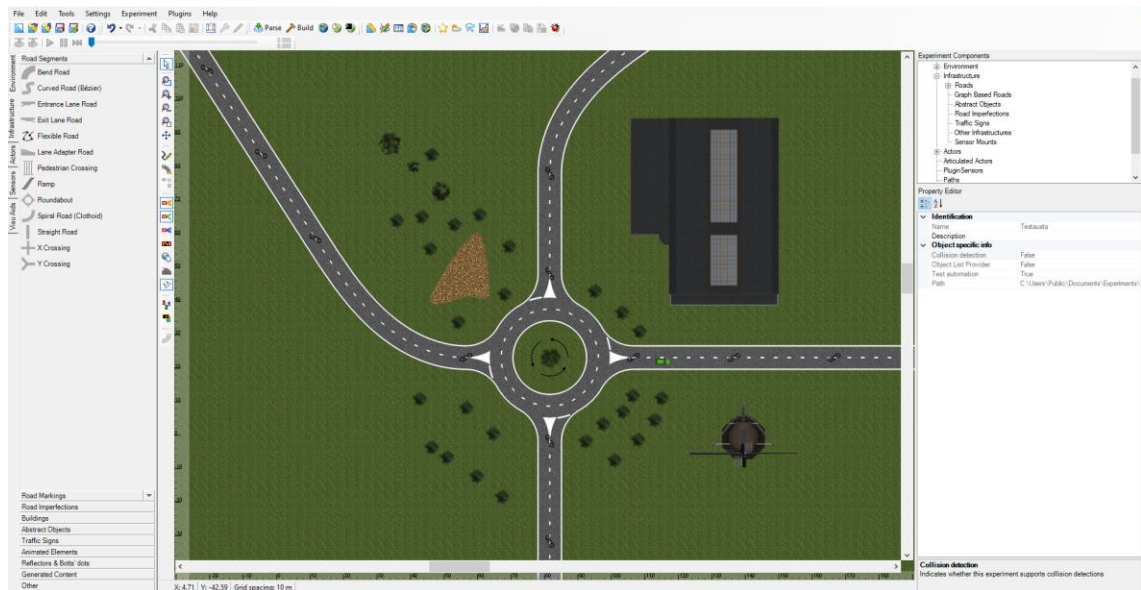 File Edit Tools Settings Experiment Plugins Help
Parse Build
0.000
0.000
Environment
Infrastructure
Actors
Sensors
Visu Aids
Road Segments
Bend Road
Curved Road (Bézier)
Entrance Lane Road
Exit Lane Road
Flexible Road
Lane Adapter Road
Pedestrian Crossing
Ramp
Roundabout
Spiral Road (Clothoid)
Straight Road
X Crossing
Y Crossing
Road Markings
Road Imperfections
Buildings
Abstract Objects
Traffic Signs
Animated Elements
Reflectors & Botts' dots
Generated Content
Other
X: 4.71 Y: -42.59 Grid spacing: 10 m
Experiment Components
Environment
Infrastructure
Roads
Graph Based Roads
Abstract Objects
Road Imperfections
Traffic Signs
Other Infrastructures
Sensor Mounts
Actors
Articulated Actors
PluginSensors
Paths
Property Editor
Identification
Name Testausta
Description
Object specific info
Collision detection False
Object List Provider False
Test automation True
Path C:\Users\Public\Documents\Experiments\
Collision detection
Indicates whether this experiment supports collision detections